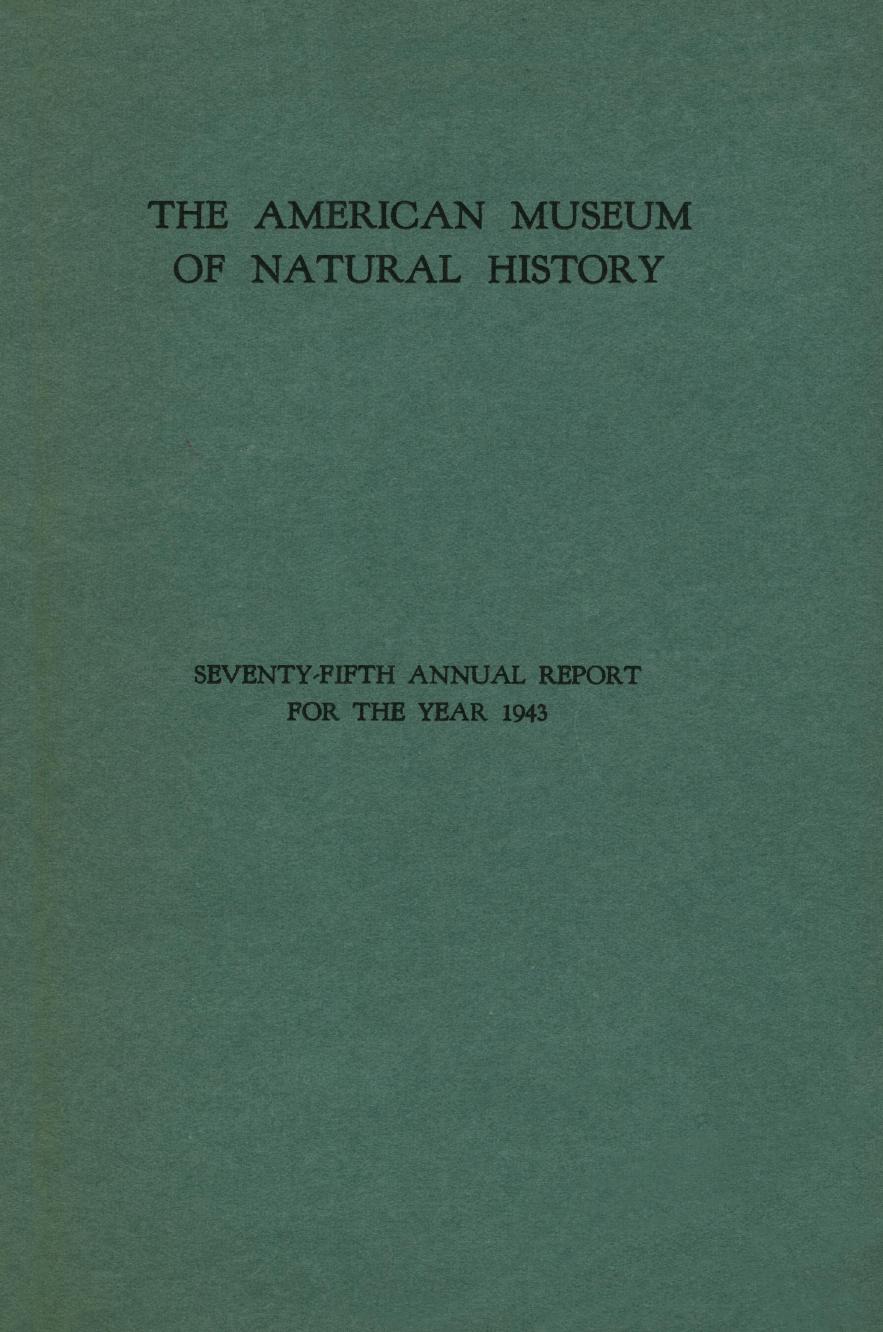 THE AMERICAN MUSEUM
OF NATURAL HISTORY
SEVENTY-FIFTH ANNUAL REPORT
FOR THE YEAR 1943